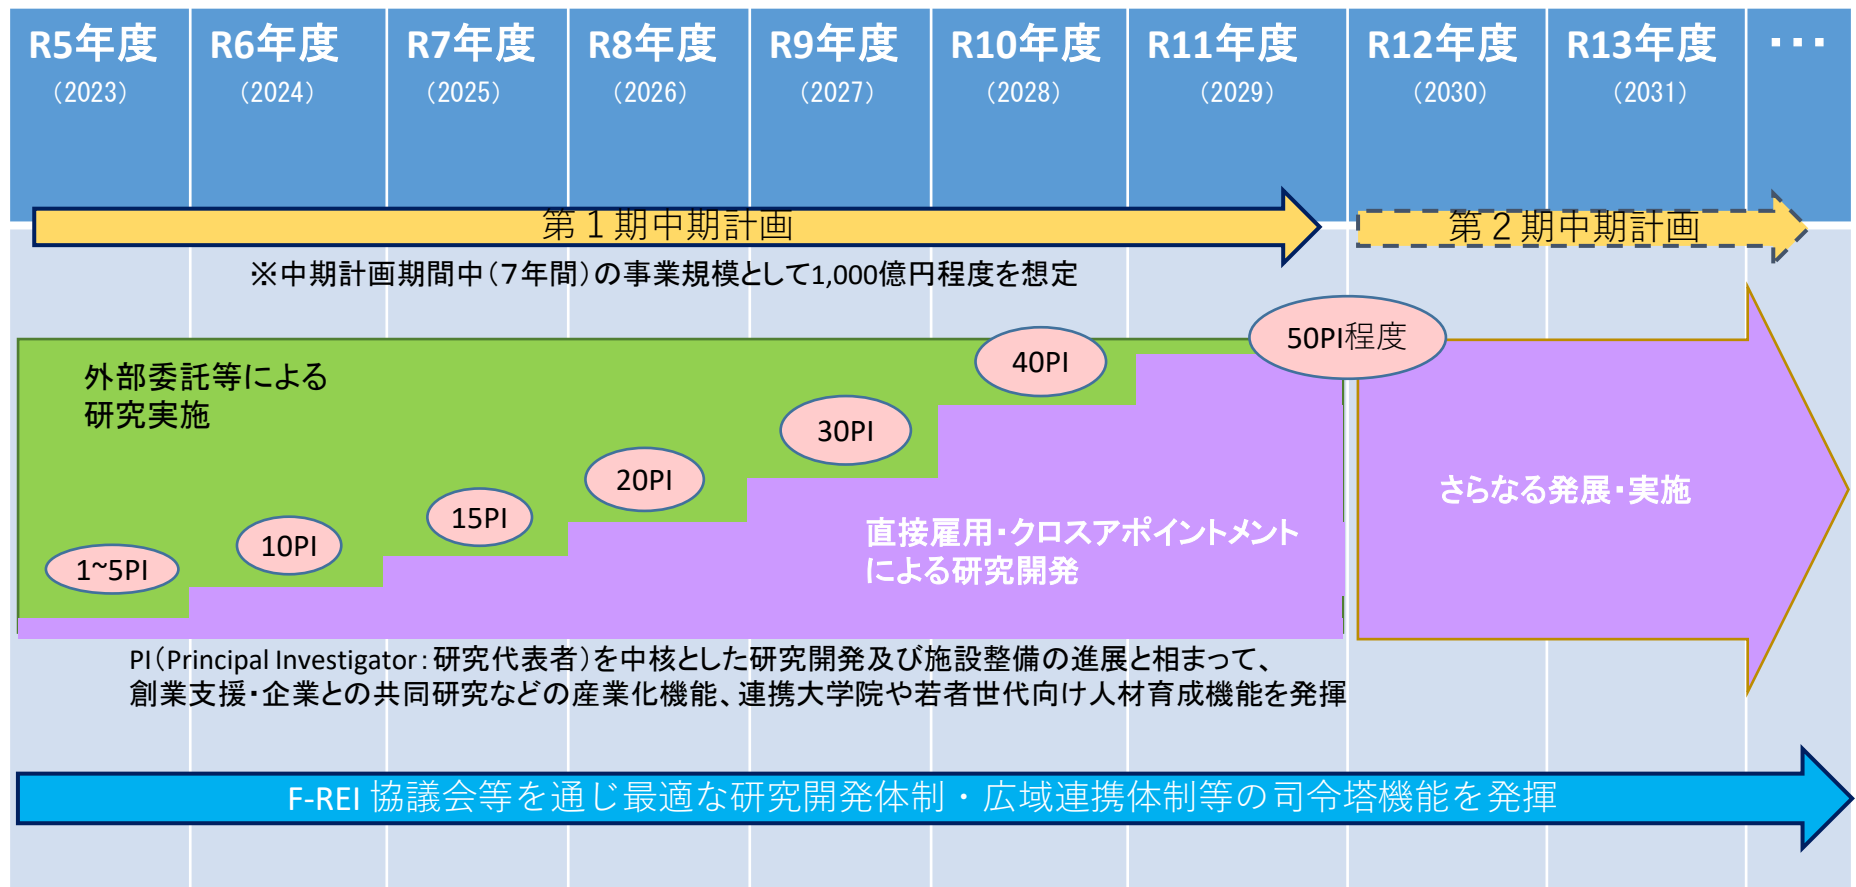 R5年度 R6年度 R7年度 R8年度 R9年度 R10年度 R11年度 R12年度 R13年度 ･･･
（2023） （2024） （2025） （2026） （2027） （2028） （2029） （2030） （2031）
第１期中期計画 第２期中期計画
※中期計画期間中（７年間）の事業規模として1,000億円程度を想定
外部委託等による
研究実施
1~5PI
10PI
15PI
20PI
30PI
40PI
50PI程度
直接雇用・クロスアポイントメント
による研究開発
さらなる発展・実施
PI（Principal Investigator：研究代表者）を中核とした研究開発及び施設整備の進展と相まって、
創業支援・企業との共同研究などの産業化機能、連携大学院や若者世代向け人材育成機能を発揮
F-REI 協議会等を通じ最適な研究開発体制・広域連携体制等の司令塔機能を発揮